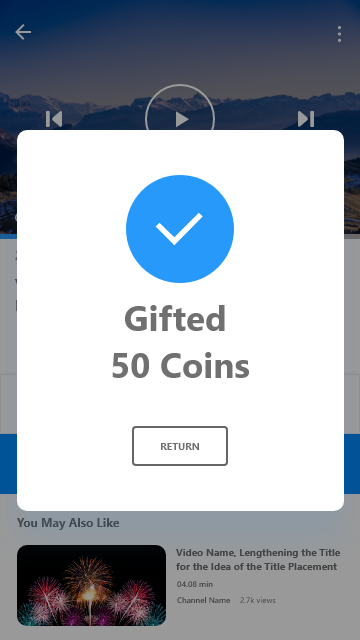 Gifted
50 Coins
RETURN
You May Also Like
Video Name, Lengthening the Title
for the Idea of the Title Placement
04.08 min
Channel Name 2.7k views